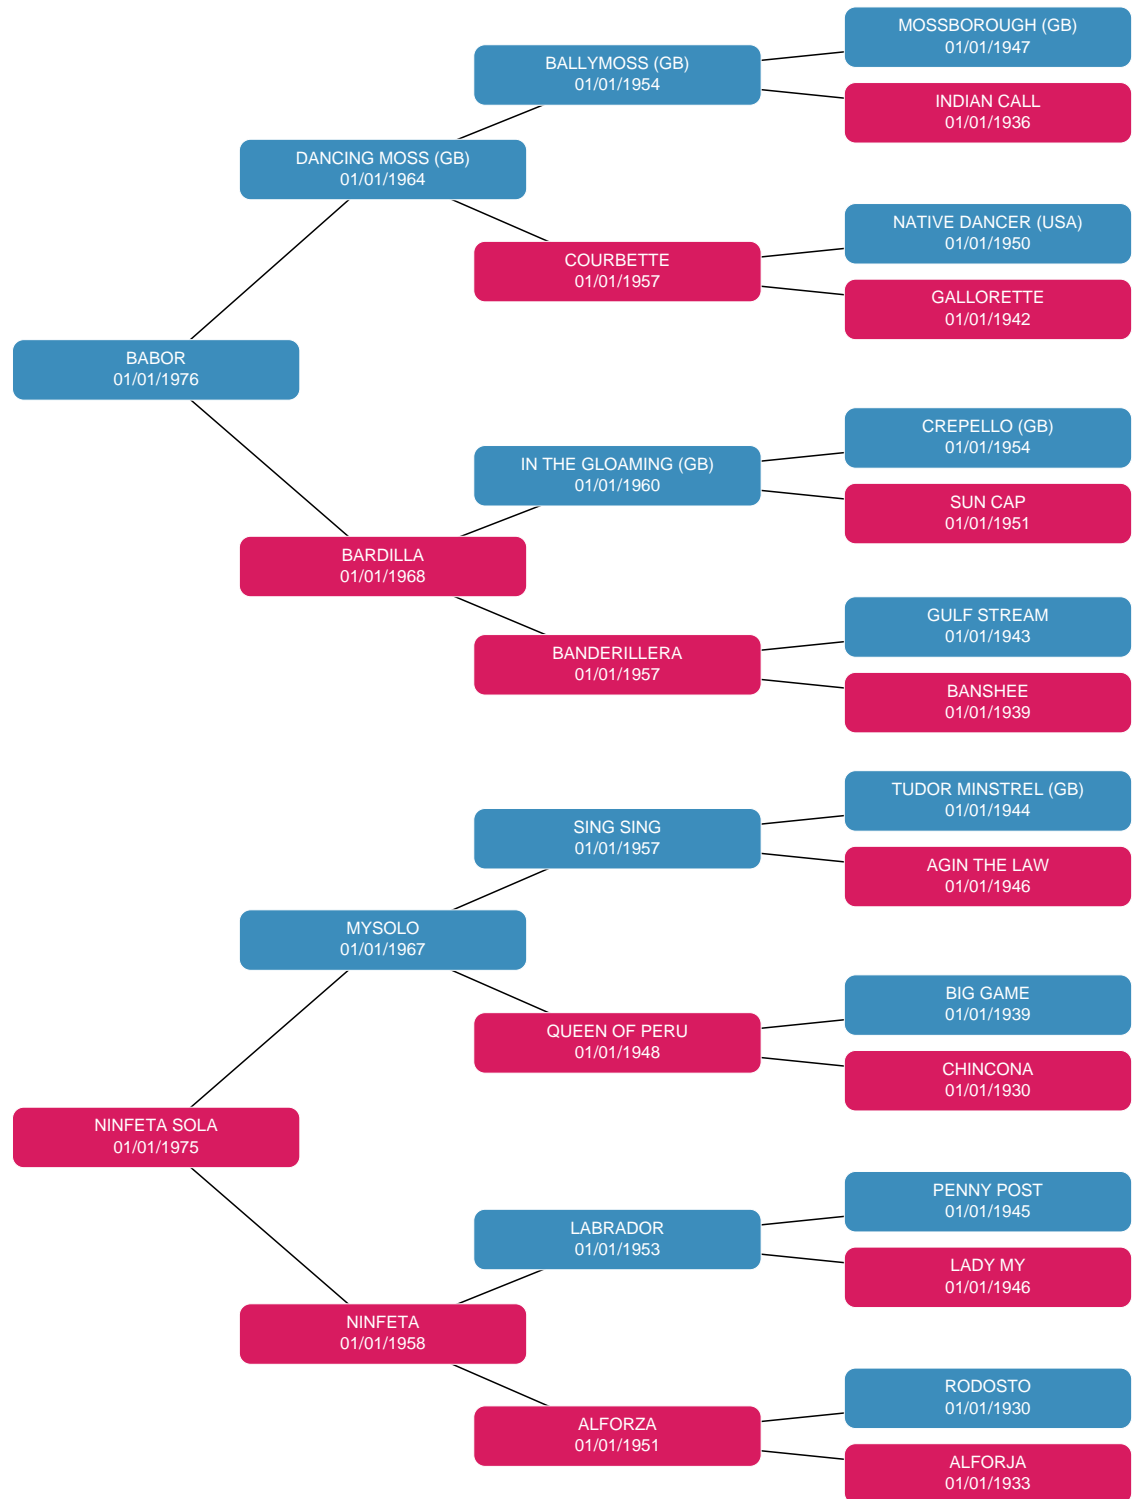 MOSSBOROUGH (GB)
01/01/1947
BALLYMOSS (GB)
01/01/1954
INDIAN CALL
01/01/1936
DANCING MOSS (GB)
01/01/1964
NATIVE DANCER (USA)
01/01/1950
COURBETTE
01/01/1957
GALLORETTE
01/01/1942
BABOR
01/01/1976
CREPELLO (GB)
01/01/1954
IN THE GLOAMING (GB)
01/01/1960
SUN CAP
01/01/1951
BARDILLA
01/01/1968
GULF STREAM
01/01/1943
BANDERILLERA
01/01/1957
BANSHEE
01/01/1939
TUDOR MINSTREL (GB)
01/01/1944
SING SING
01/01/1957
AGIN THE LAW
01/01/1946
MYSOLO
01/01/1967
BIG GAME
01/01/1939
QUEEN OF PERU
01/01/1948
CHINCONA
01/01/1930
NINFETA SOLA
01/01/1975
PENNY POST
01/01/1945
LABRADOR
01/01/1953
LADY MY
01/01/1946
NINFETA
01/01/1958
RODOSTO
01/01/1930
ALFORZA
01/01/1951
ALFORJA
01/01/1933